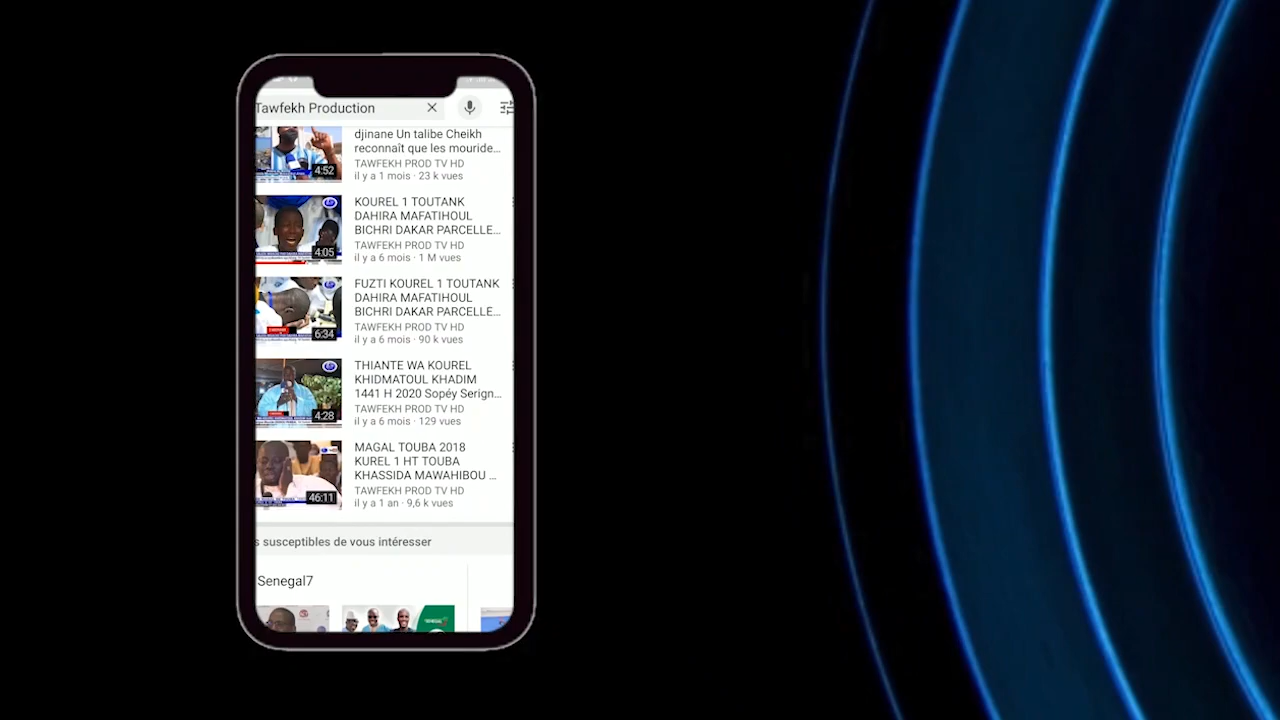 Tawfekh Production
djinane Un talibe Cheikh
reconnaît que les mouride...
TAWFEKH PROD TV HD
il y a 1 mois · 23 k vues
4:52
KOUREL 1 TOUTANK
DAHIRA MAFATIHOUL
BICHRI DAKAR PARCELLE...
TAWFEKH PROD TV HD
il y a 6 mois · 1 M vues
4:05
FUZTI KOUREL 1 TOUTANK
DAHIRA MAFATIHOUL
BICHRI DAKAR PARCELLE...
TAWFEKH PROD TV HD
il y a 6 mois · 90 k vues
6:34
THIANTE WA KOUREL
KHIDMATOUL KHADIM
1441 H 2020 Sopéy Serign...
TAWFEKH PROD TV HD
il y a 6 mois · 18 k vues
4:28
MAGAL TOUBA 2018
KUREL 1 HT TOUBA
KHASSIDA MAWAHIBOU ...
TAWFEKH PROD TV HD
il y a 1 an · 9,6 k vues
46:11
s susceptibles de vous intéresser
Senegal7